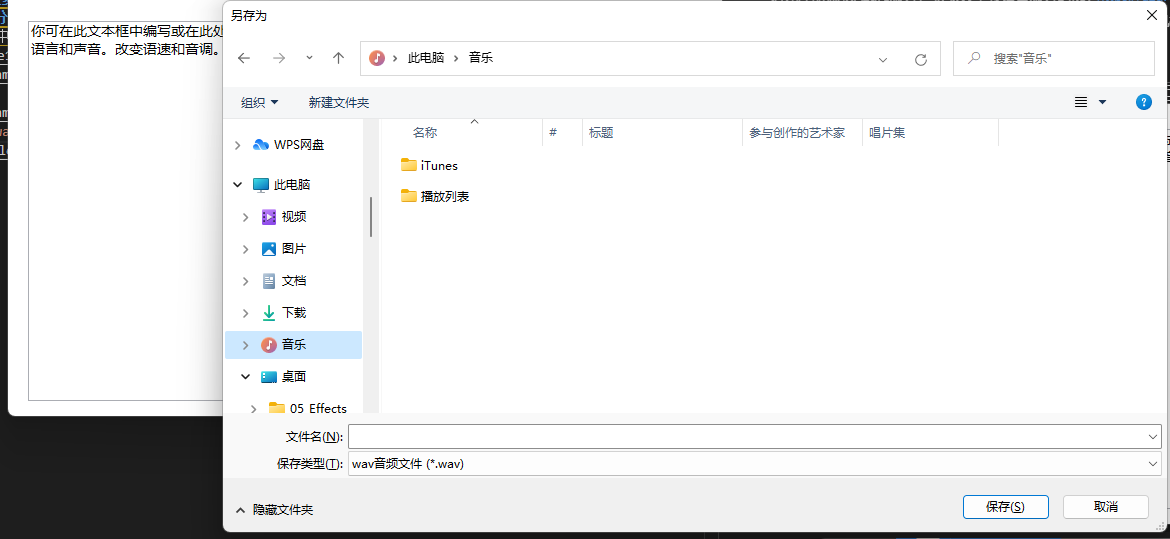 另存为
你可在此文本框中编写或在此处
语言和声音。改变语速和音调。
此电脑 音乐
搜索"音乐"
组织 新建文件夹
名称 # 标题 参与创作的艺术家 唱片集
WPS网盘
此电脑
视频
图片
文档
下载
音乐
桌面
05 Effects
iTunes
播放列表
文件名(N):
保存类型(T): wav音频文件 (*.wav)
隐藏文件夹 保存(S) 取消